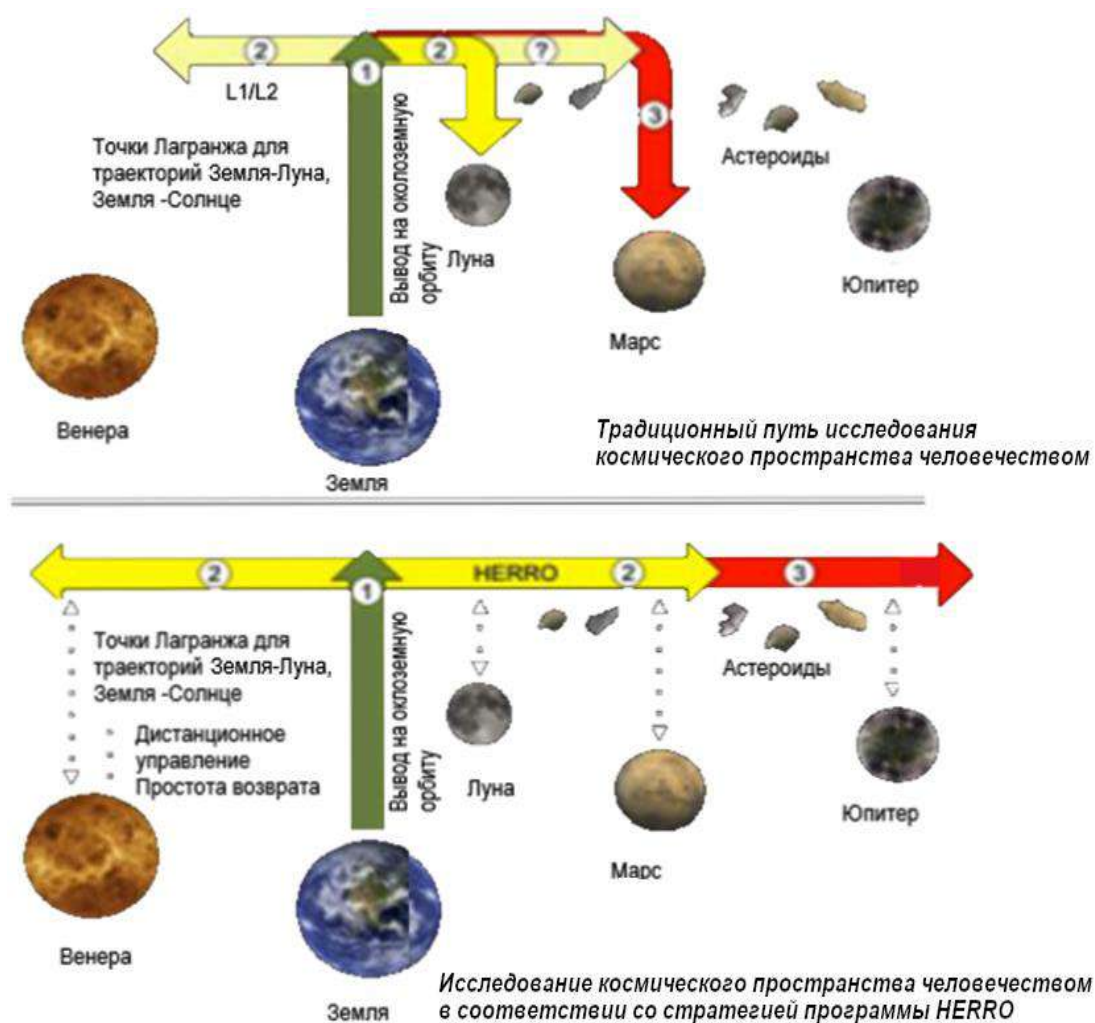 2
1
2
?
L1/L2
3
Точки Лагранжа для
траекторий Земля-Луна,
Земля -Солнце
Вывод на околоземную
орбиту
Астероиды
Луна
Юпитер
Марс
Венера
Традиционный путь исследования
космического пространства человечеством
Земля
2
1
HERRO
2
3
Точки Лагранжа для
траекторий Земля-Луна,
Земля -Солнце
Дистанционное
управление
Простота возврата
Вывод на оклоземную
орбиту
Астероиды
Луна
Юпитер
Марс
Венера
Исследование космического пространства человечеством
в соответствии со стратегией программы HERRO
Земля